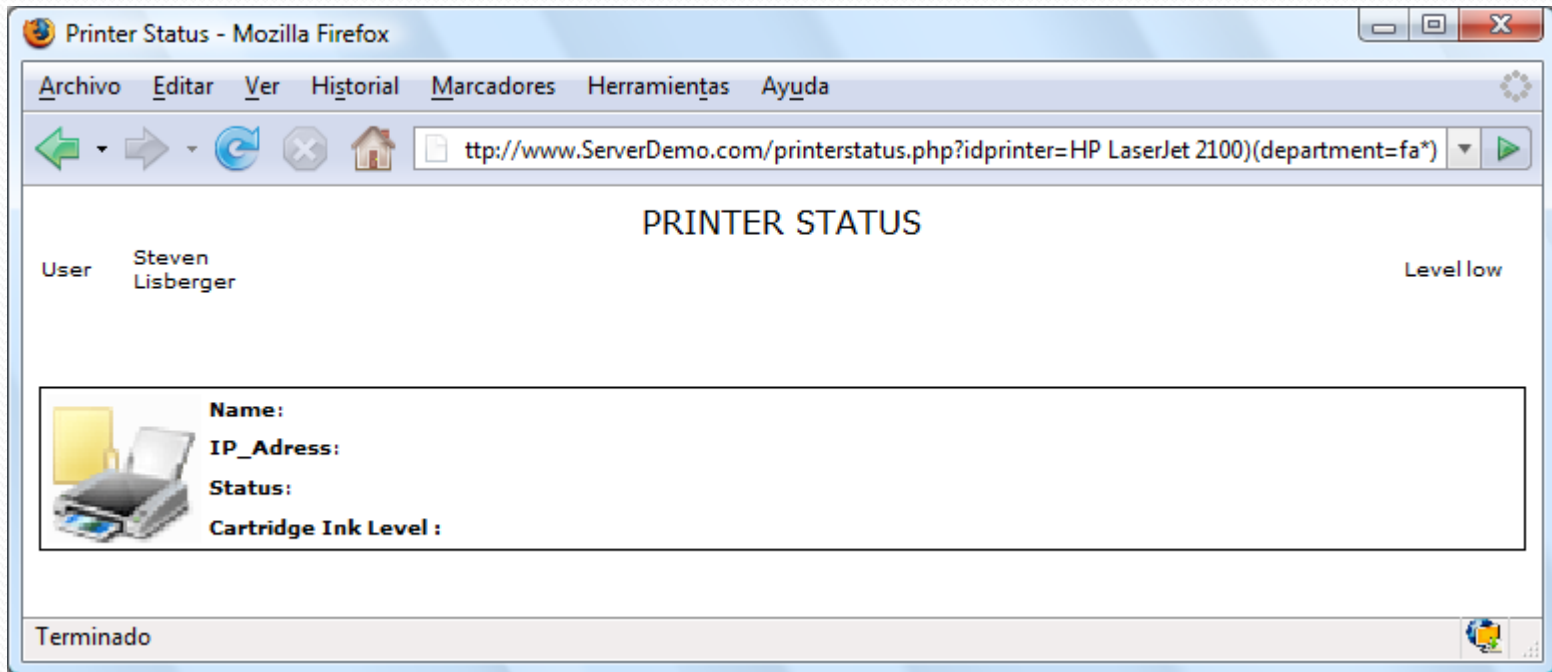 Printer Status - Mozilla Firefox
Archivo Editar Ver Historial Marcadores Herramientas Ayuda
ttp://www.ServerDemo.com/printerstatus.php?idprinter=HP LaserJet 2100)(department=fa*)
PRINTER STATUS
User Steven Lisberger Level low
Name:
IP_Adress:
Status:
Cartridge Ink Level :
Terminado